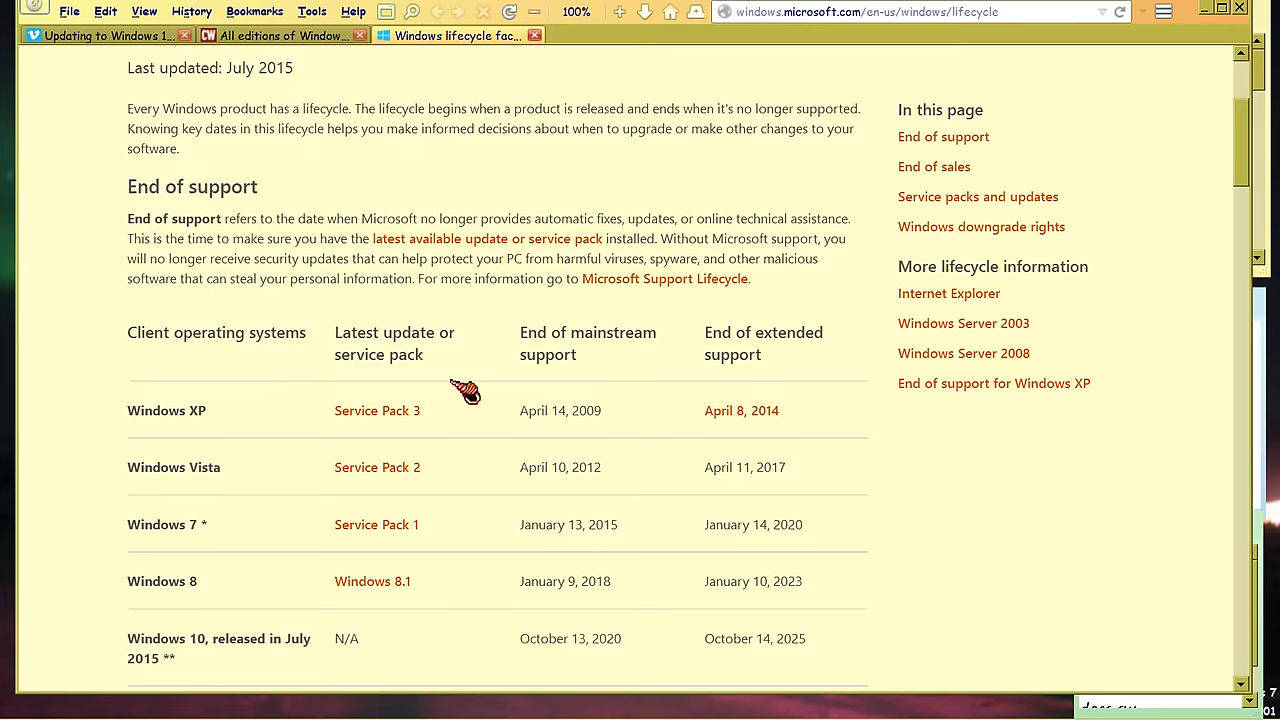 File Edit View History Bookmarks Tools Help 100% windows.microsoft.com/en-us/windows/lifecycle
Updating to Windows 1... All editions of Window... Windows lifecycle fac...
Last updated: July 2015
Every Windows product has a lifecycle. The lifecycle begins when a product is released and ends when it's no longer supported.
Knowing key dates in this lifecycle helps you make informed decisions about when to upgrade or make other changes to your
software.
End of support
End of support refers to the date when Microsoft no longer provides automatic fixes, updates, or online technical assistance.
This is the time to make sure you have the latest available update or service pack installed. Without Microsoft support, you
will no longer receive security updates that can help protect your PC from harmful viruses, spyware, and other malicious
software that can steal your personal information. For more information go to Microsoft Support Lifecycle.
Client operating systems
Latest update or
service pack
End of mainstream
support
End of extended
support
Windows XP Service Pack 3 April 14, 2009 April 8, 2014
Windows Vista Service Pack 2 April 10, 2012 April 11, 2017
Windows 7 * Service Pack 1 January 13, 2015 January 14, 2020
Windows 8 Windows 8.1 January 9, 2018 January 10, 2023
Windows 10, released in July N/A October 13, 2020 October 14, 2025
2015 **
In this page
End of support
End of sales
Service packs and updates
Windows downgrade rights
More lifecycle information
Internet Explorer
Windows Server 2003
Windows Server 2008
End of support for Windows XP